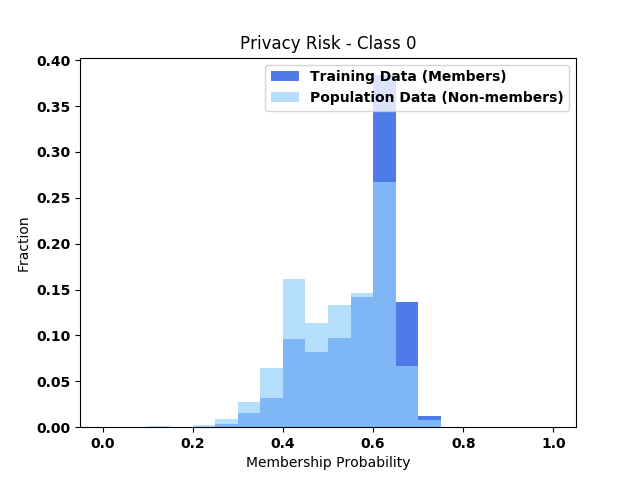 Privacy Risk - Class 0
Training Data (Members)
Population Data (Non-members)
0.40
0.35
0.30
0.25
0.20
0.15
0.10
0.05
0.00
Fraction
0.0 0.2 0.4 0.6 0.8 1.0
Membership Probability